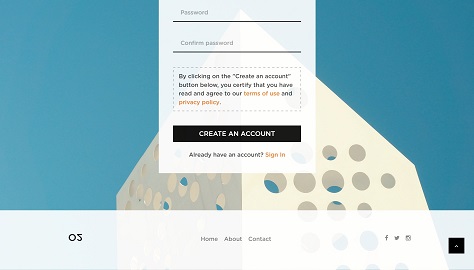 Password
Confirm password
By clicking on the "Create an account"
button below, you certify that you have
read and agree to our terms of use and
privacy policy.
CREATE AN ACCOUNT
Already have an account? Sign In
Home About Contact